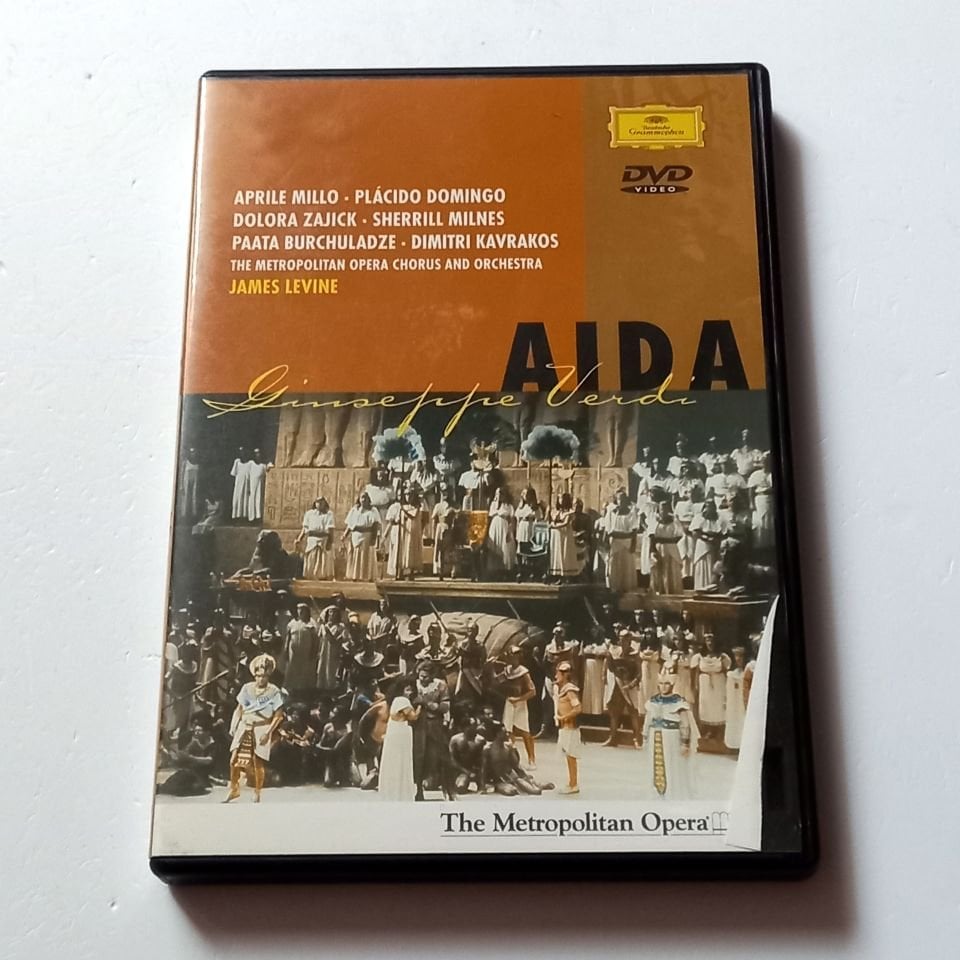 Deutsche
Grammophon
DVD
VIDEO
APRILE MILLO · PLÁCIDO DOMINGO
DOLORA ZAJICK · SHERRILL MILNES
PAATA BURCHULADZE · DIMITRI KAVRAKOS
THE METROPOLITAN OPERA CHORUS AND ORCHESTRA
JAMES LEVINE
AIDA
Giuseppe Verdi
The Metropolitan Opera